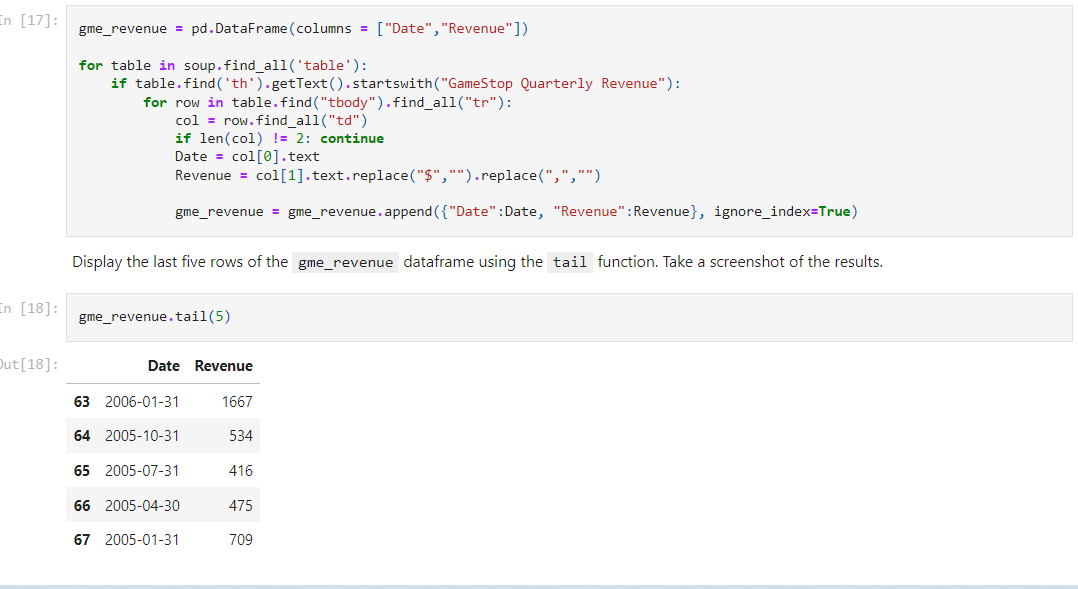 In [17]:
gme_revenue = pd.DataFrame(columns = ["Date","Revenue"])
for table in soup.find_all('table'):
    if table.find('th').getText().startswith("GameStop Quarterly Revenue"):
        for row in table.find("tbody").find_all("tr"):
            col = row.find_all("td")
            if len(col) != 2: continue
            Date = col[0].text
            Revenue = col[1].text.replace("$","").replace(",","")
            gme_revenue = gme_revenue.append({"Date":Date, "Revenue":Revenue}, ignore_index=True)
Display the last five rows of the gme_revenue dataframe using the tail function. Take a screenshot of the results.
In [18]:
gme_revenue.tail(5)
Out[18]:
Date Revenue
63 2006-01-31 1667
64 2005-10-31 534
65 2005-07-31 416
66 2005-04-30 475
67 2005-01-31 709